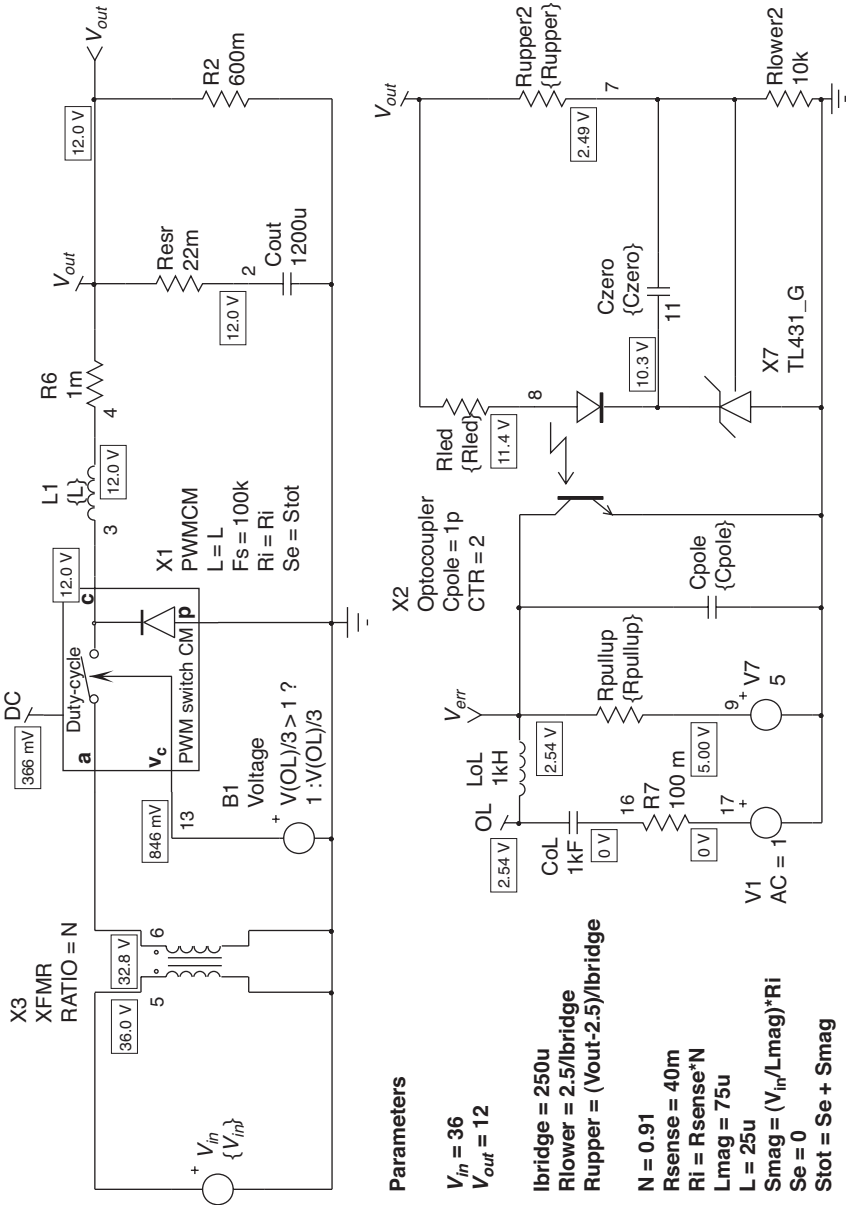 X3
XFMR
RATIO = N
V_in
{V_in}
36.0 V
5
32.8 V
6
846 mV
13
B1
Voltage
V(OL)/3 > 1 ?
1 :V(OL)/3
366 mV
DC
a
Duty-cycle
v_c
PWM switch CM
c
p
12.0 V
X1
PWMCM
L = L
Fs = 100k
Ri = Ri
Se = Stot
3
L1
{L}
12.0 V
4
R6
1m
V_out
Resr
22m
12.0 V
2
Cout
1200u
12.0 V
R2
600m
V_out
Parameters
V_in = 36
V_out = 12
Ibridge = 250u
Rlower = 2.5/Ibridge
Rupper = (Vout-2.5)/Ibridge
N = 0.91
Rsense = 40m
Ri = Rsense*N
Lmag = 75u
L = 25u
Smag = (V_in/Lmag)*Ri
Se = 0
Stot = Se + Smag
OL
2.54 V
CoL
1kF
0 V
16
R7
100 m
0 V
17
V1
AC = 1
LoL
1kH
V_err
2.54 V
Rpullup
{Rpullup}
5.00 V
9
V7
5
Cpole
{Cpole}
X2
Optocoupler
Cpole = 1p
CTR = 2
Rled
{Rled}
11.4 V
8
10.3 V
Czero
{Czero}
11
X7
TL431_G
V_out
Rupper2
{Rupper}
2.49 V
7
Rlower2
10k